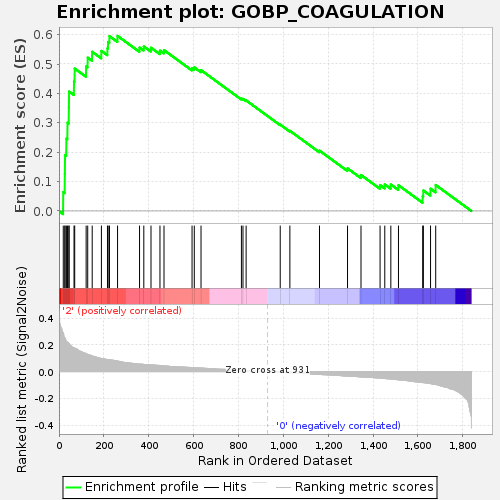 Enrichment plot: GOBP_COAGULATION
Enrichment score (ES)
0.6
0.5
0.4
0.3
0.2
0.1
0.0
'2' (positively correlated)
Ranked list metric (Signal2Noise)
0.4
0.2
0.0
-0.2
-0.4
Zero cross at 931
'0' (negatively correlated)
0 200 400 600 800 1,000 1,200 1,400 1,600 1,800
Rank in Ordered Dataset
Enrichment profile Hits Ranking metric scores